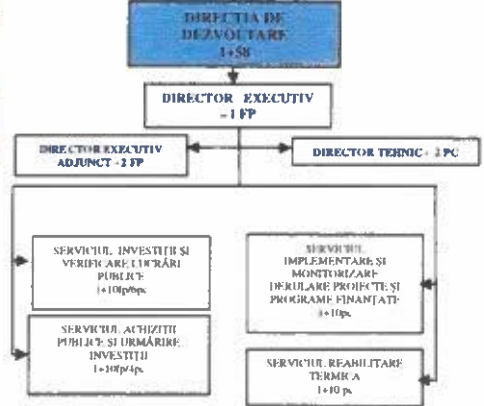 DIRECTIA DE
DEZVOLTARE
1+58
DIRECTOR EXECUTIV
– 1 FP
DIRECTOR EXECUTIV
ADJUNCT - 2 FP
DIRECTOR TEHNIC - 2 PC
SERVICIUL INVESTIȚII ȘI
VERIFICARE LUCRĂRI
PUBLICE
1+10fp/6pc
SERVICIUL ACHIZIȚII
PUBLICE ȘI URMĂRIRE
INVESTIȚII
1+10fp/4pc
SERVICIUL
IMPLEMENTARE ȘI
MONITORIZARE
DERULARE PROIECTE ȘI
PROGRAME FINANȚATE
1+10pc
SERVICIUL REABILITARE
TERMICA
1+10 pc